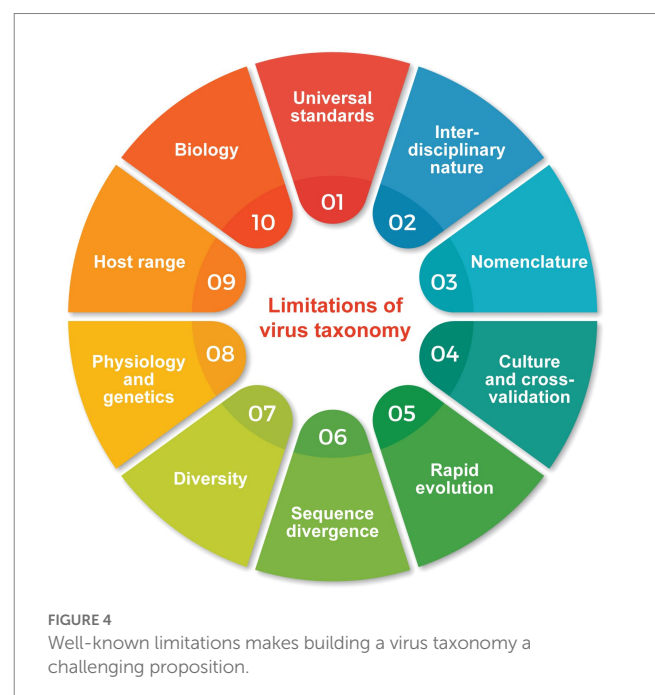 Universal
standards
01
Inter-
disciplinary
nature
02
Nomenclature
03
Culture
and cross-
validation
04
Rapid
evolution
05
Sequence
divergence
06
Diversity
07
Physiology
and
genetics
08
Host range
09
Biology
10
Limitations of
virus taxonomy
FIGURE 4
Well-known limitations makes building a virus taxonomy a
challenging proposition.